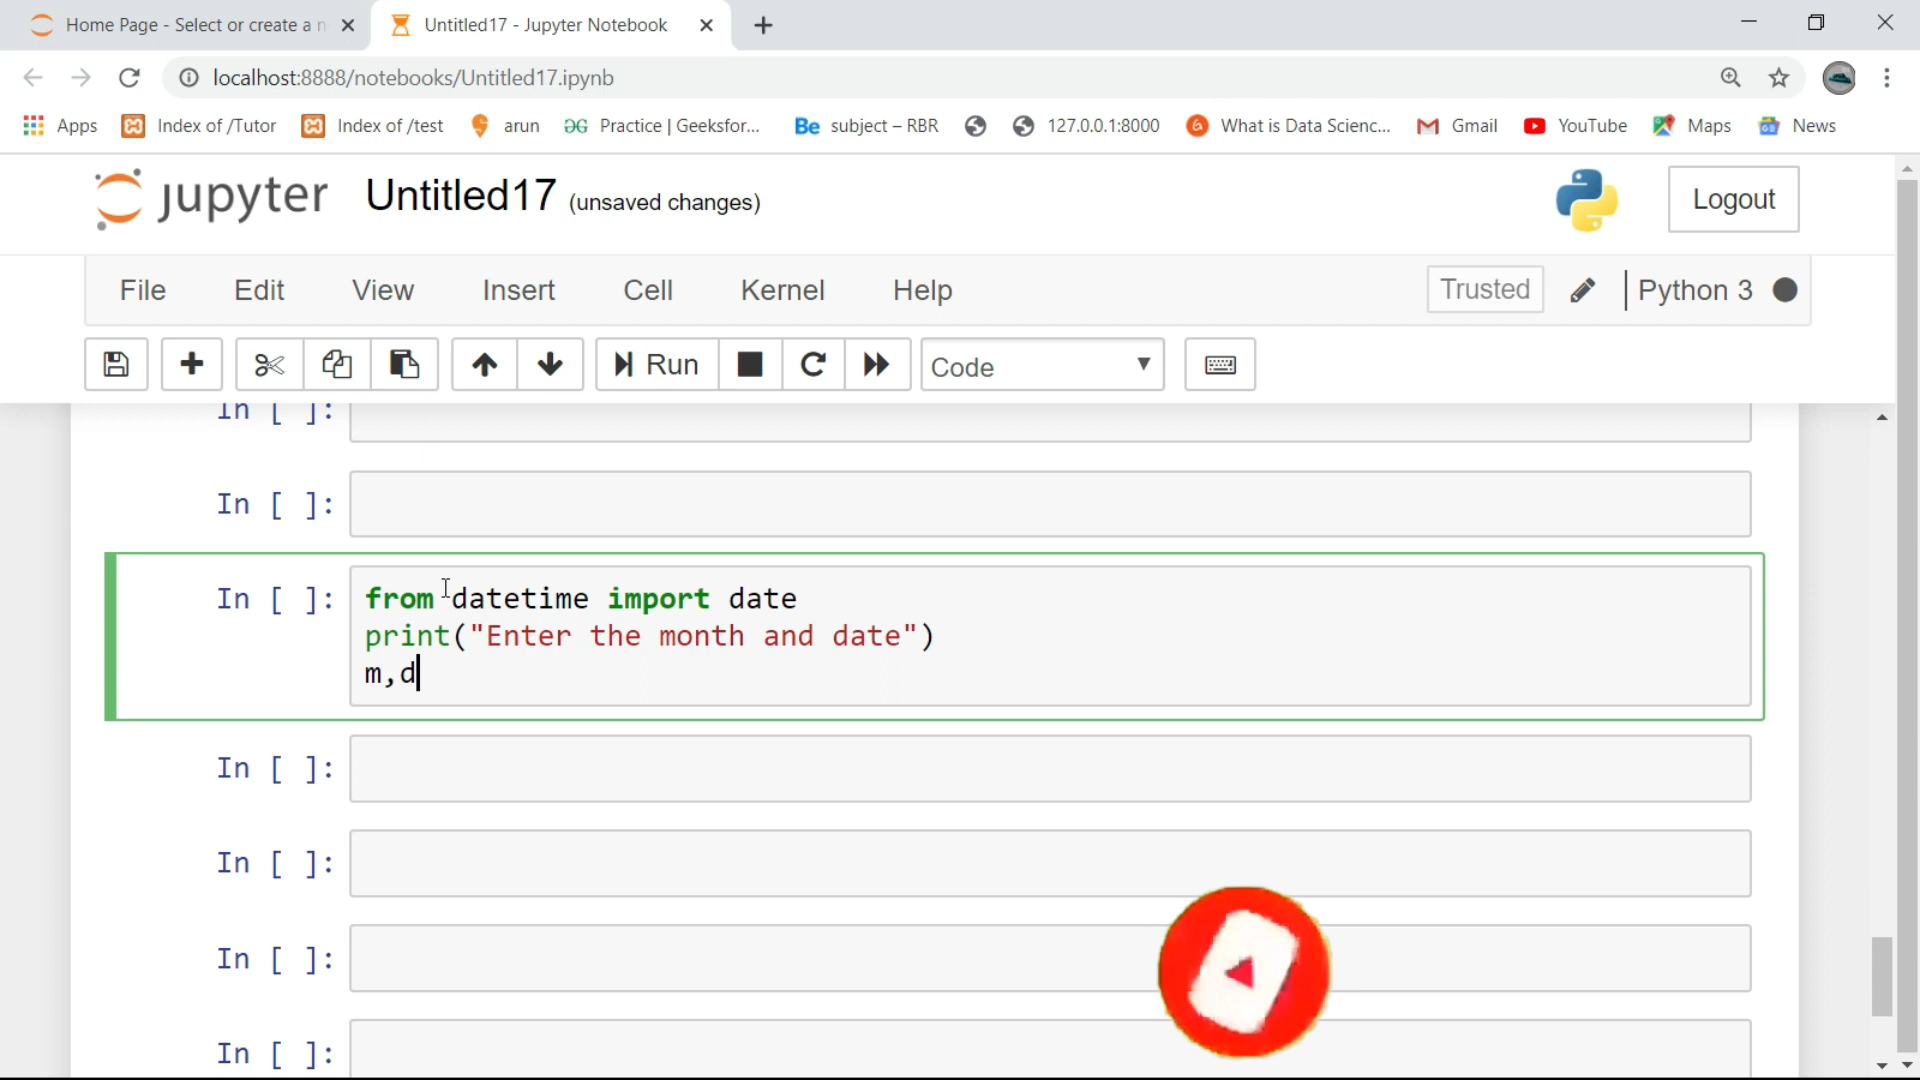 Home Page - Select or create a n
Untitled17 - Jupyter Notebook
localhost:8888/notebooks/Untitled17.ipynb
Apps
Index of /Tutor
Index of /test
arun
Practice | Geeksfor...
Be subject – RBR
127.0.0.1:8000
What is Data Scienc...
Gmail
YouTube
Maps
News
jupyter Untitled17 (unsaved changes)
Logout
File Edit View Insert Cell Kernel Help
Trusted
Python 3
Run
Code
In [ ]:
In [ ]:
In [ ]: from datetime import date
print("Enter the month and date")
m,d
In [ ]:
In [ ]:
In [ ]:
In [ ]: